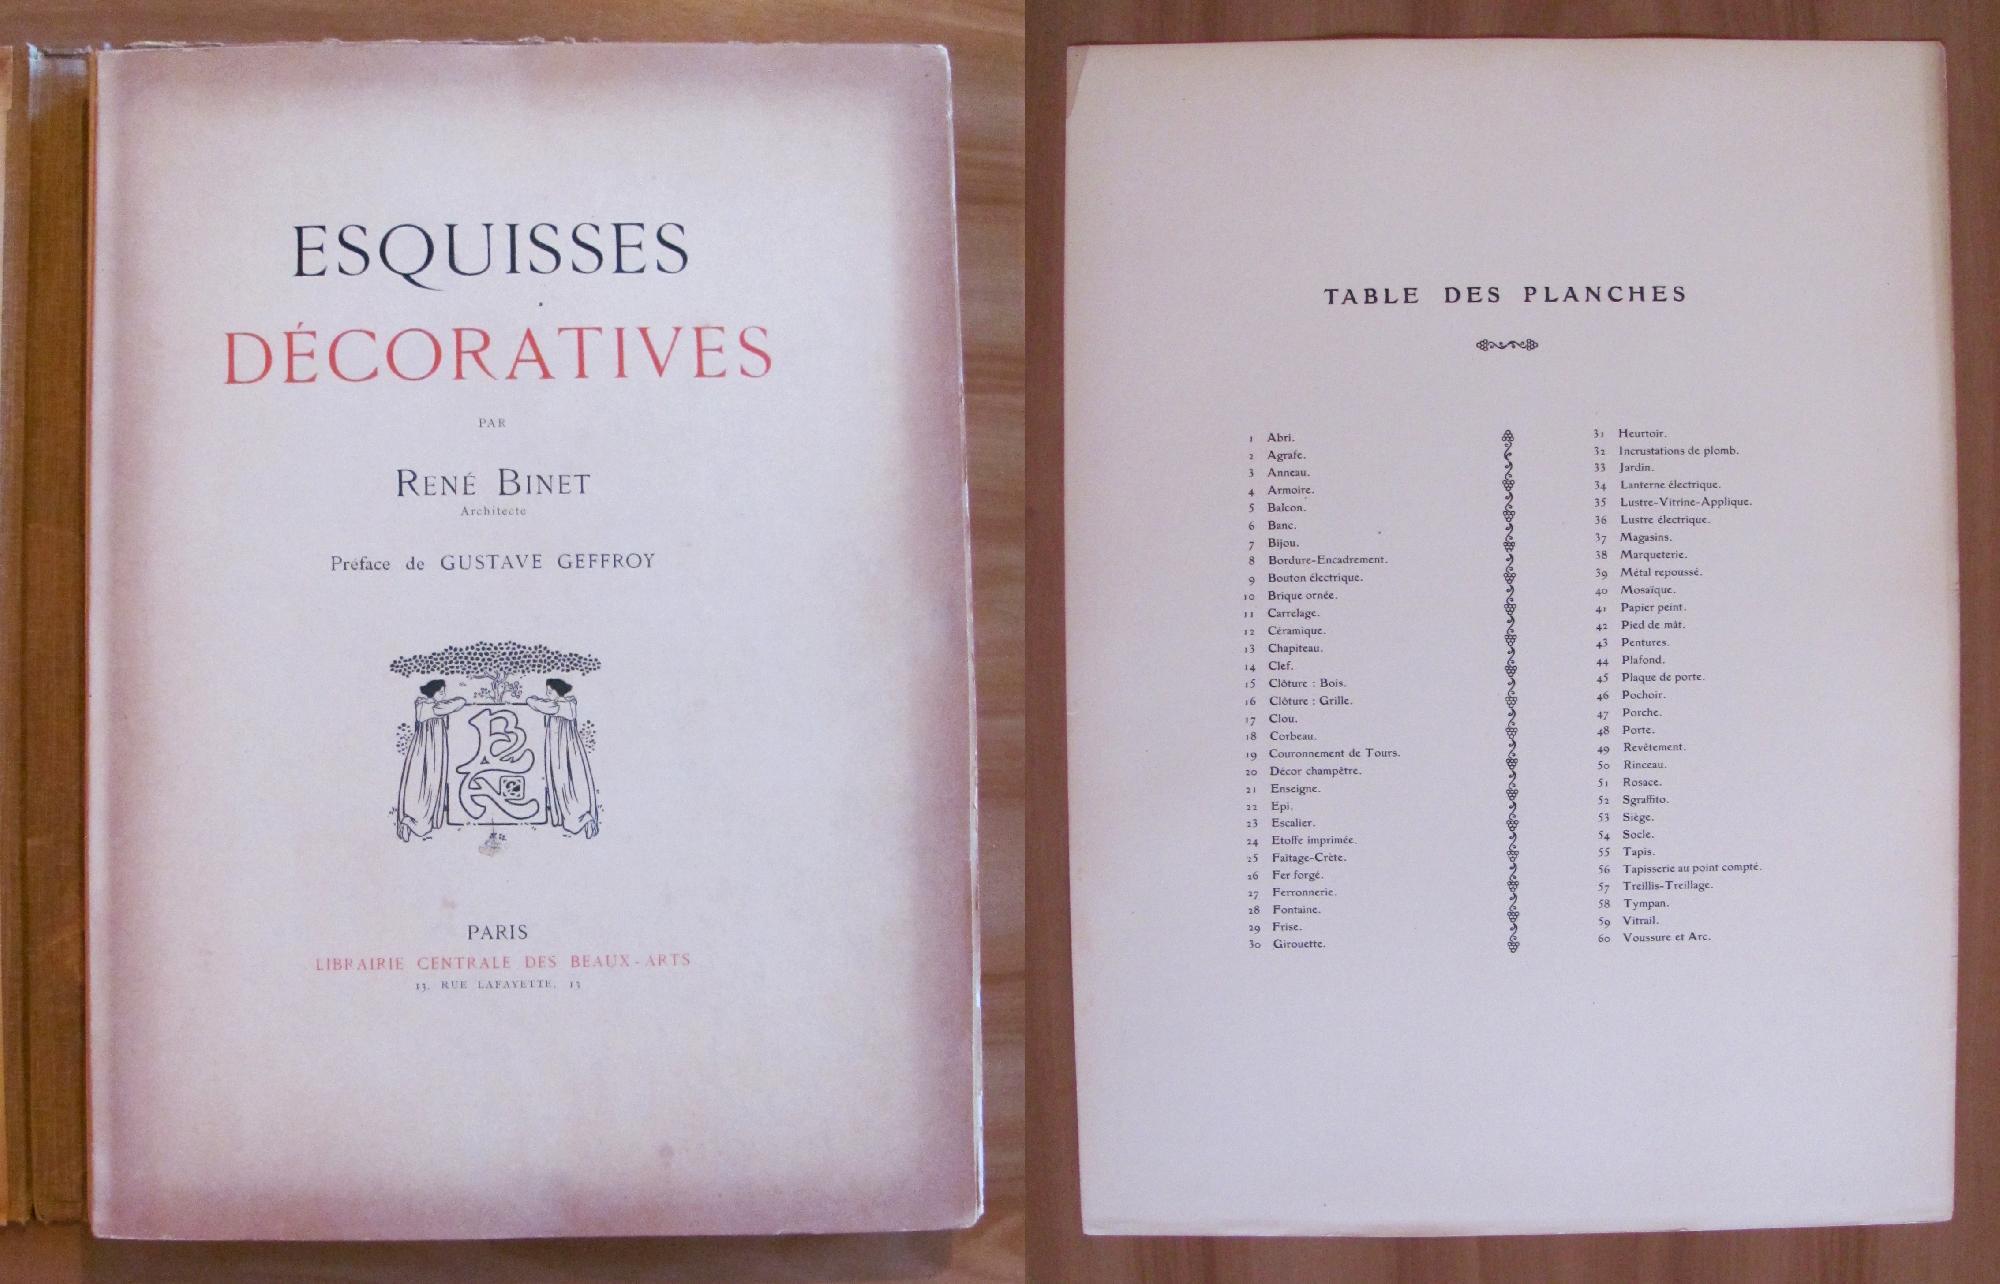 ESQUISSES
DÉCORATIVES
PAR
RENÉ BINET
Architecte
Préface de GUSTAVE GEFFROY
PARIS
LIBRAIRIE CENTRALE DES BEAUX-ARTS
13, RUE LAFAYETTE, 13
TABLE DES PLANCHES
1 Abri.
2 Agrafe.
3 Anneau.
4 Armoire.
5 Balcon.
6 Banc.
7 Bijou.
8 Bordure-Encadrement.
9 Bouton électrique.
10 Brique ornée.
11 Carrelage.
12 Céramique.
13 Chapiteau.
14 Clef.
15 Clôture : Bois.
16 Clôture : Grille.
17 Clou.
18 Corbeau.
19 Couronnement de Tours.
20 Décor champêtre.
21 Enseigne.
22 Epi.
23 Escalier.
24 Etoffe imprimée.
25 Faîtage-Crète.
26 Fer forgé.
27 Ferronnerie.
28 Fontaine.
29 Frise.
30 Girouette.
31 Heurtoir.
32 Incrustations de plomb.
33 Jardin.
34 Lanterne électrique.
35 Lustre-Vitrine-Applique.
36 Lustre électrique.
37 Magasins.
38 Marqueterie.
39 Métal repoussé.
40 Mosaïque.
41 Papier peint.
42 Pied de mât.
43 Pentures.
44 Plafond.
45 Plaque de porte.
46 Pochoir.
47 Porche.
48 Porte.
49 Revêtement.
50 Rinceau.
51 Rosace.
52 Sgraffito.
53 Siège.
54 Socle.
55 Tapis.
56 Tapisserie au point compté.
57 Treillis-Treillage.
58 Tympan.
59 Vitrail.
60 Voussure et Arc.